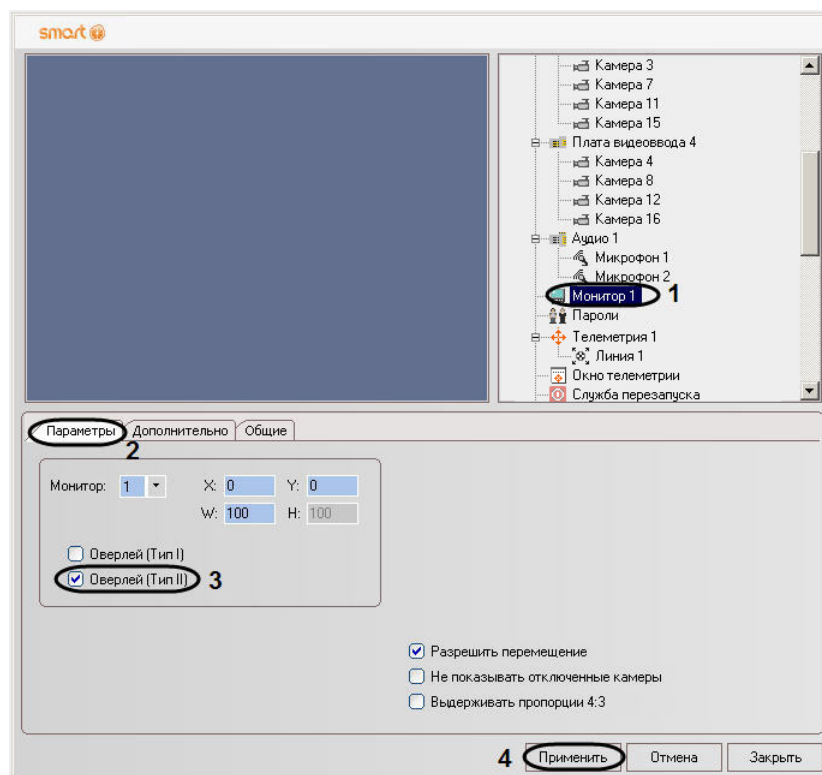 smart
Камера 3
Камера 7
Камера 11
Камера 15
Плата видеоввода 4
Камера 4
Камера 8
Камера 12
Камера 16
Аудио 1
Микрофон 1
Микрофон 2
Монитор 1 1
Пароли
Телеметрия 1
Линия 1
Окно телеметрии
Служба перезапуска
Параметры Дополнительно Общие
2
Монитор: 1 X: 0 Y: 0
W: 100 H: 100
Оверлей (Тип I)
Оверлей (Тип II) 3
Разрешить перемещение
Не показывать отключенные камеры
Выдерживать пропорции 4:3
4 Применить Отмена Закрыть